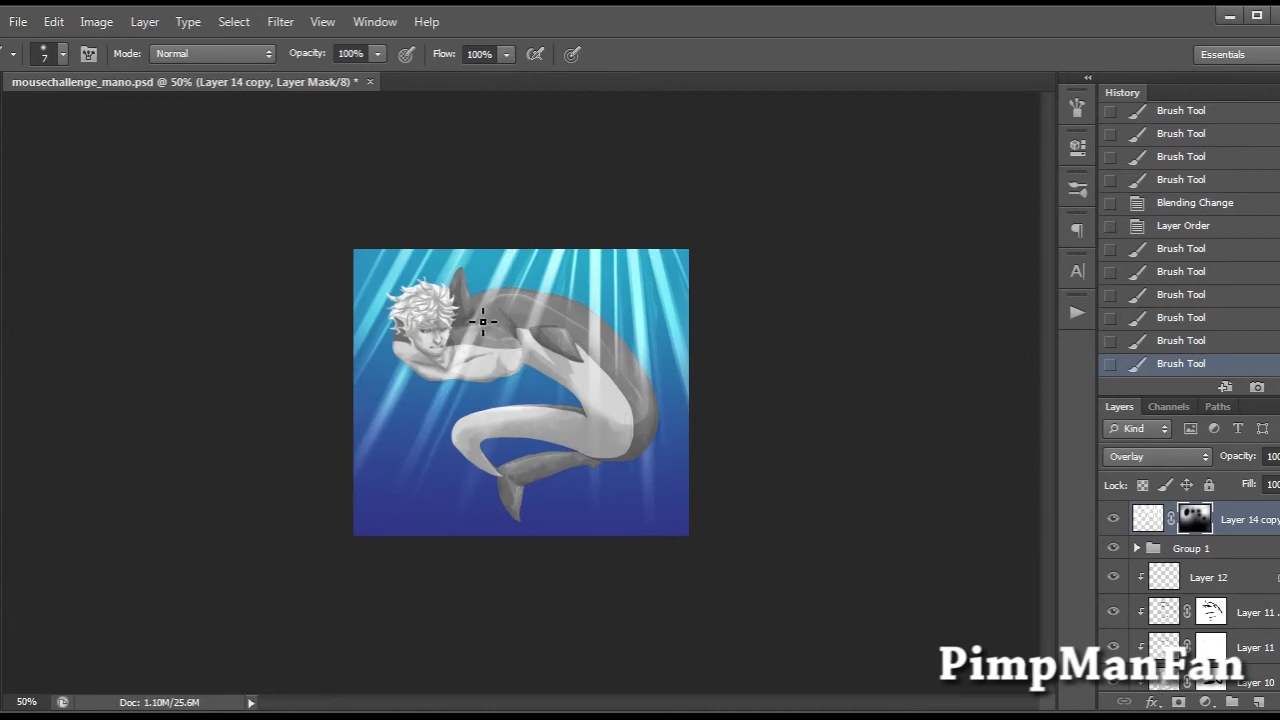 File Edit Image Layer Type Select Filter View Window Help
7 Mode: Normal Opacity: 100% Flow: 100% Essentials
mousechallenge_mano.psd @ 50% (Layer 14 copy, Layer Mask/8) * ×
History
Brush Tool
Brush Tool
Brush Tool
Brush Tool
Blending Change
Layer Order
Brush Tool
Brush Tool
Brush Tool
Brush Tool
Brush Tool
Brush Tool
Layers Channels Paths
Kind
Overlay Opacity: 100
Lock: Fill: 100
Layer 14 copy
Group 1
Layer 12
Layer 11
Layer 11
Layer 10
PimpManFan
50% Doc: 1.10M/25.6M